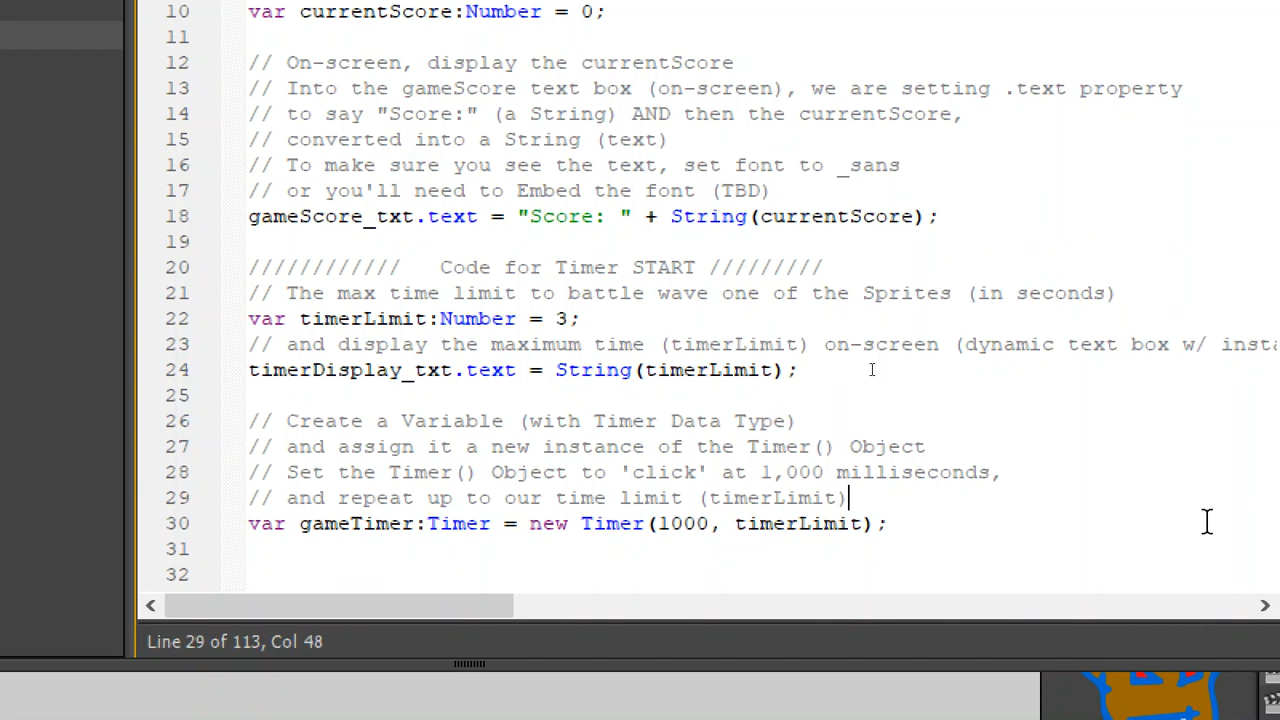 10 var currentScore:Number = 0;
11
12 // On-screen, display the currentScore
13 // Into the gameScore text box (on-screen), we are setting .text property
14 // to say "Score:" (a String) AND then the currentScore,
15 // converted into a String (text)
16 // To make sure you see the text, set font to _sans
17 // or you'll need to Embed the font (TBD)
18 gameScore_txt.text = "Score: " + String(currentScore);
19
20 //////////// Code for Timer START /////////
21 // The max time limit to battle wave one of the Sprites (in seconds)
22 var timerLimit:Number = 3;
23 // and display the maximum time (timerLimit) on-screen (dynamic text box w/
24 timerDisplay_txt.text = String(timerLimit);
25
26 // Create a Variable (with Timer Data Type)
27 // and assign it a new instance of the Timer() Object
28 // Set the Timer() Object to 'click' at 1,000 milliseconds,
29 // and repeat up to our time limit (timerLimit)
30 var gameTimer:Timer = new Timer(1000, timerLimit);
31
32
Line 29 of 113, Col 48